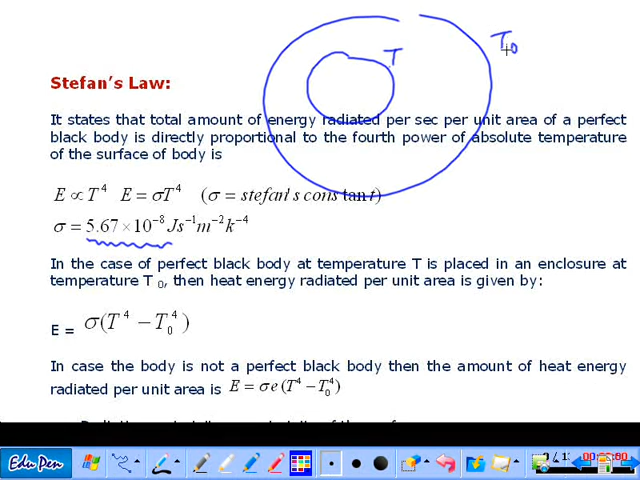 T
T₀
Stefan's Law:
It states that total amount of energy radiated per sec per unit area of a perfect
black body is directly proportional to the fourth power of absolute temperature
of the surface of body is
E ∝ T⁴ E = σT⁴ (σ = stefan's cons tan t)
σ = 5.67×10⁻⁸ Js⁻¹m⁻²k⁻⁴
In the case of perfect black body at temperature T is placed in an enclosure at
temperature T ₀, then heat energy radiated per unit area is given by:
E = σ(T⁴ − T₀⁴)
In case the body is not a perfect black body then the amount of heat energy
radiated per unit area is E = σe (T⁴ − T₀⁴)
Edu Pen